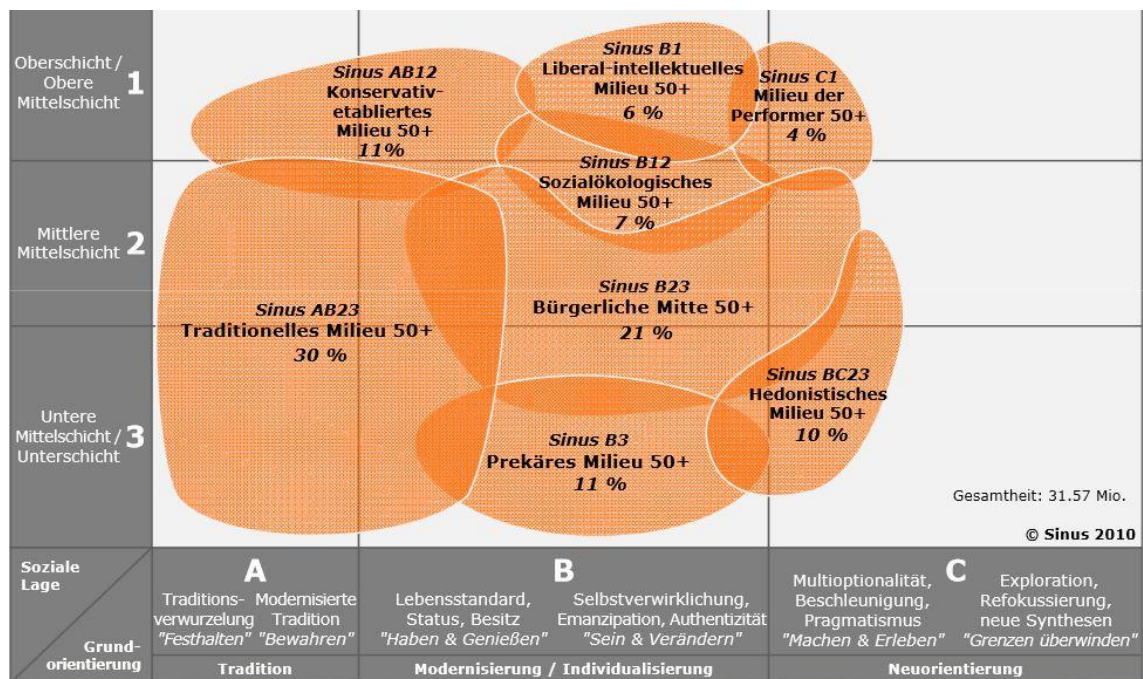 Oberschicht /
Obere
Mittelschicht
1
Mittlere
Mittelschicht
2
Untere
Mittelschicht /
Unterschicht
3
Sinus AB12
Konservativ-
etabliertes
Milieu 50+
11%
Sinus B1
Liberal-intellektuelles
Milieu 50+
6 %
Sinus C1
Milieu der
Performer 50+
4 %
Sinus B12
Sozialökologisches
Milieu 50+
7 %
Sinus AB23
Traditionelles Milieu 50+
30 %
Sinus B23
Bürgerliche Mitte 50+
21 %
Sinus BC23
Hedonistisches
Milieu 50+
10 %
Sinus B3
Prekäres Milieu 50+
11 %
Gesamtheit: 31.57 Mio.
© Sinus 2010
Soziale
Lage
Grund-
orientierung
A
Traditions-
verwurzelung
"Festhalten"
Modernisierte
Tradition
"Bewahren"
Tradition
B
Lebensstandard,
Status, Besitz
"Haben & Genießen"
Selbstverwirklichung,
Emanzipation, Authentizität
"Sein & Verändern"
Modernisierung / Individualisierung
C
Multioptionalität,
Beschleunigung,
Pragmatismus
"Machen & Erleben"
Exploration,
Refokussierung,
neue Synthesen
"Grenzen überwinden"
Neuorientierung